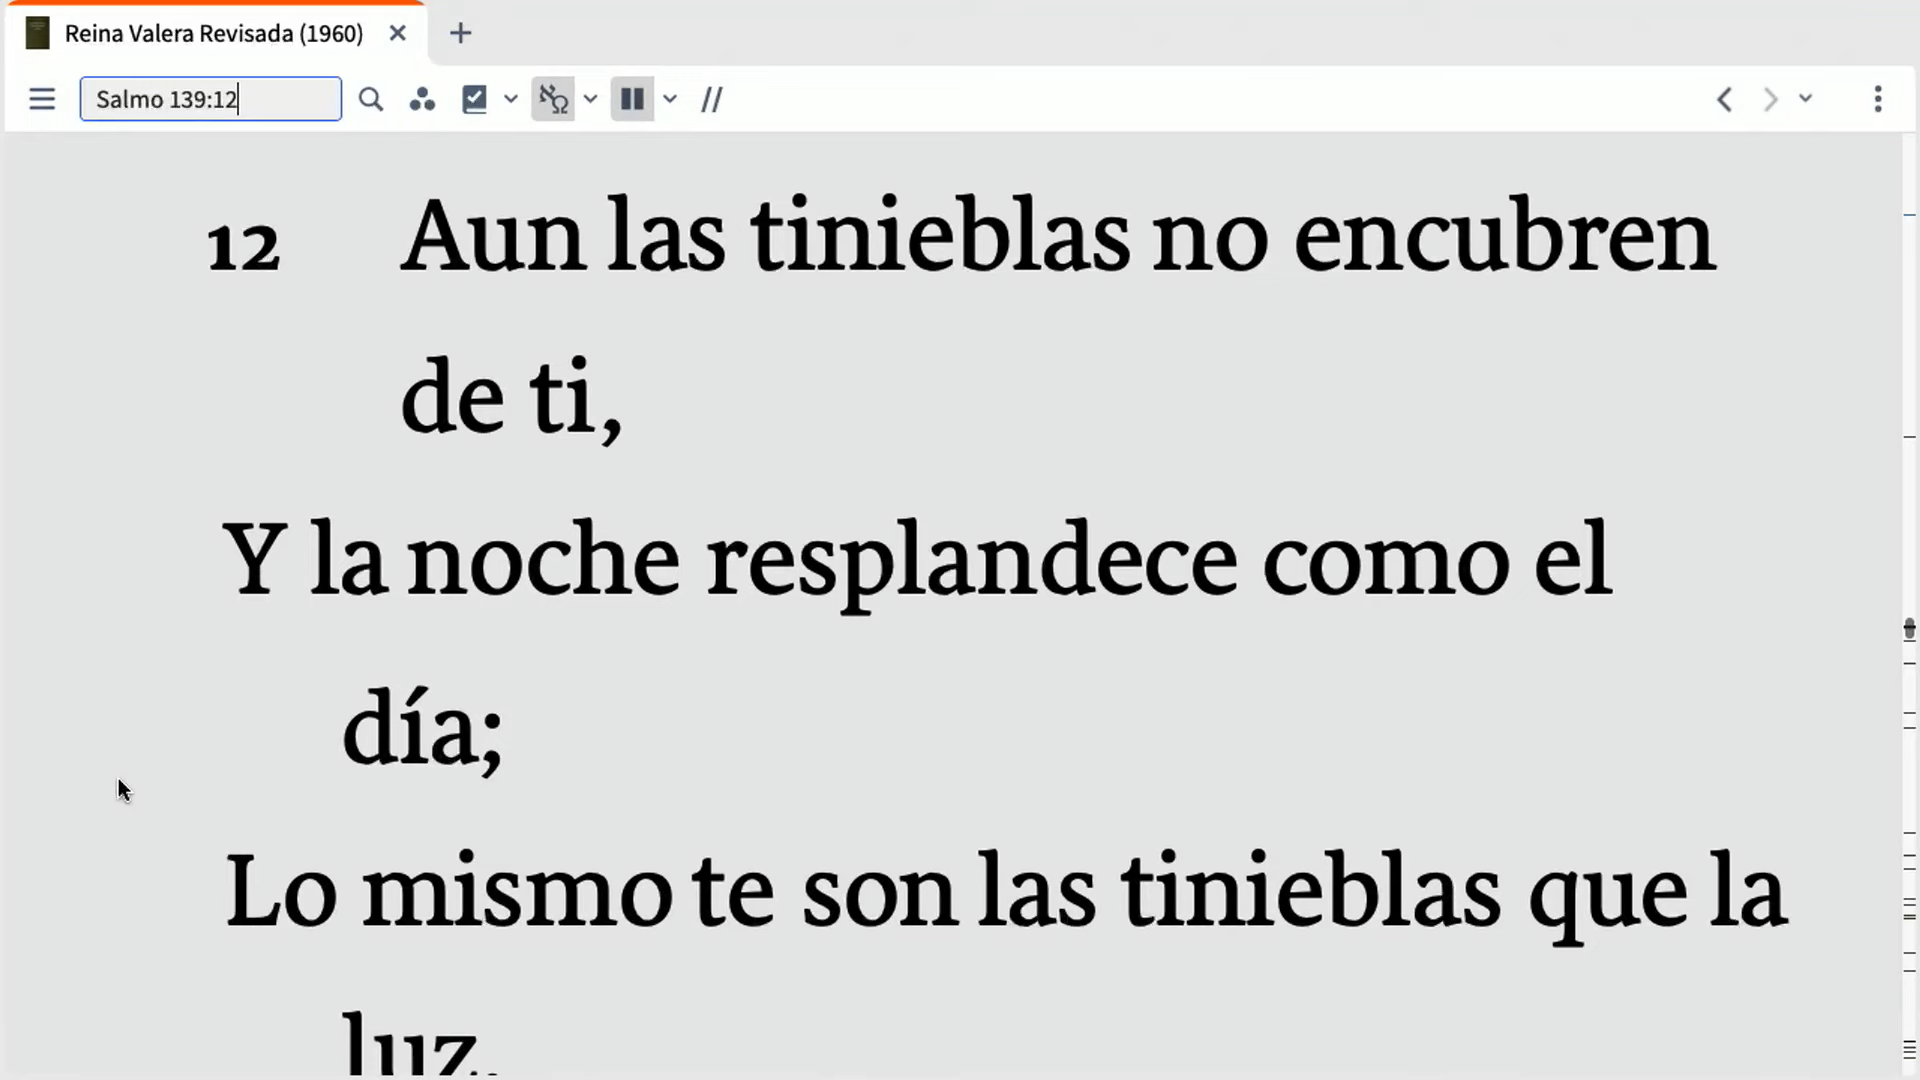 Reina Valera Revisada (1960)
Salmo 139:12
12 Aun las tinieblas no encubren
de ti,
Y la noche resplandece como el
día;
Lo mismo te son las tinieblas que la
luz.